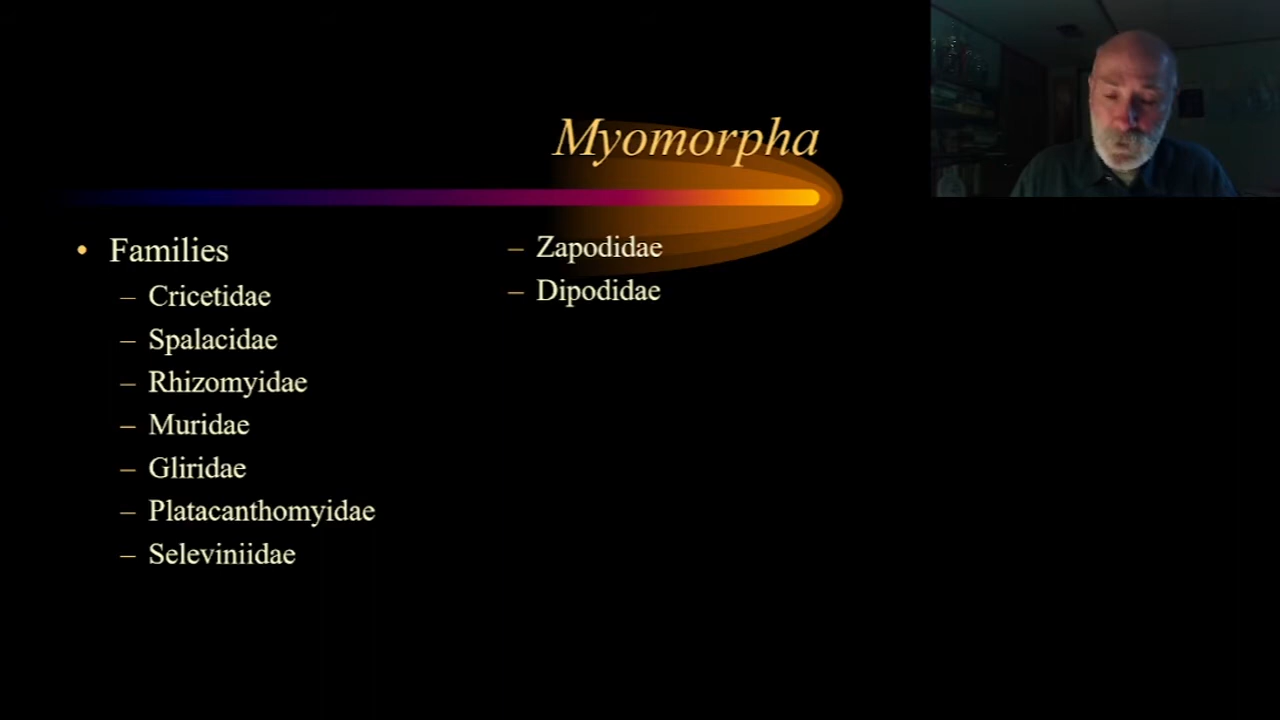 Myomorpha
• Families
– Cricetidae
– Spalacidae
– Rhizomyidae
– Muridae
– Gliridae
– Platacanthomyidae
– Seleviniidae
– Zapodidae
– Dipodidae